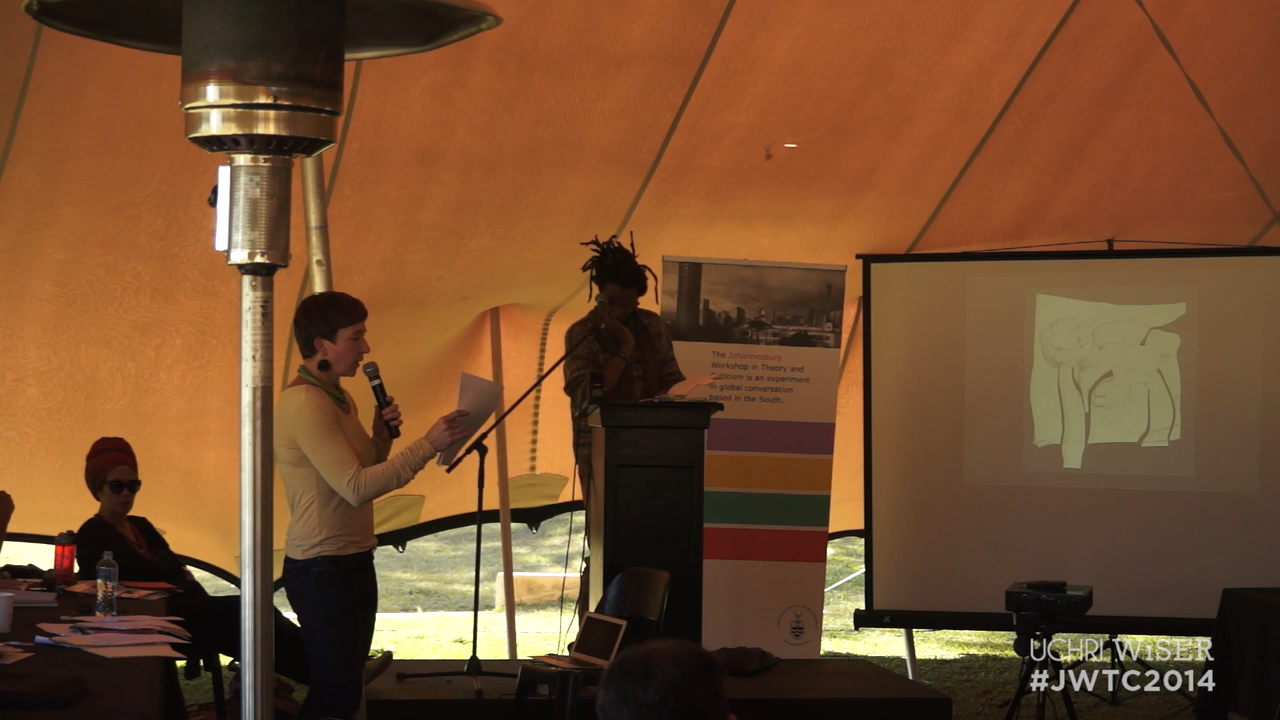 The Johannesburg
Workshop in Theory and
Criticism is an experiment
in global conversation
based in the South.
UCHRI WiSER
#JWTC2014